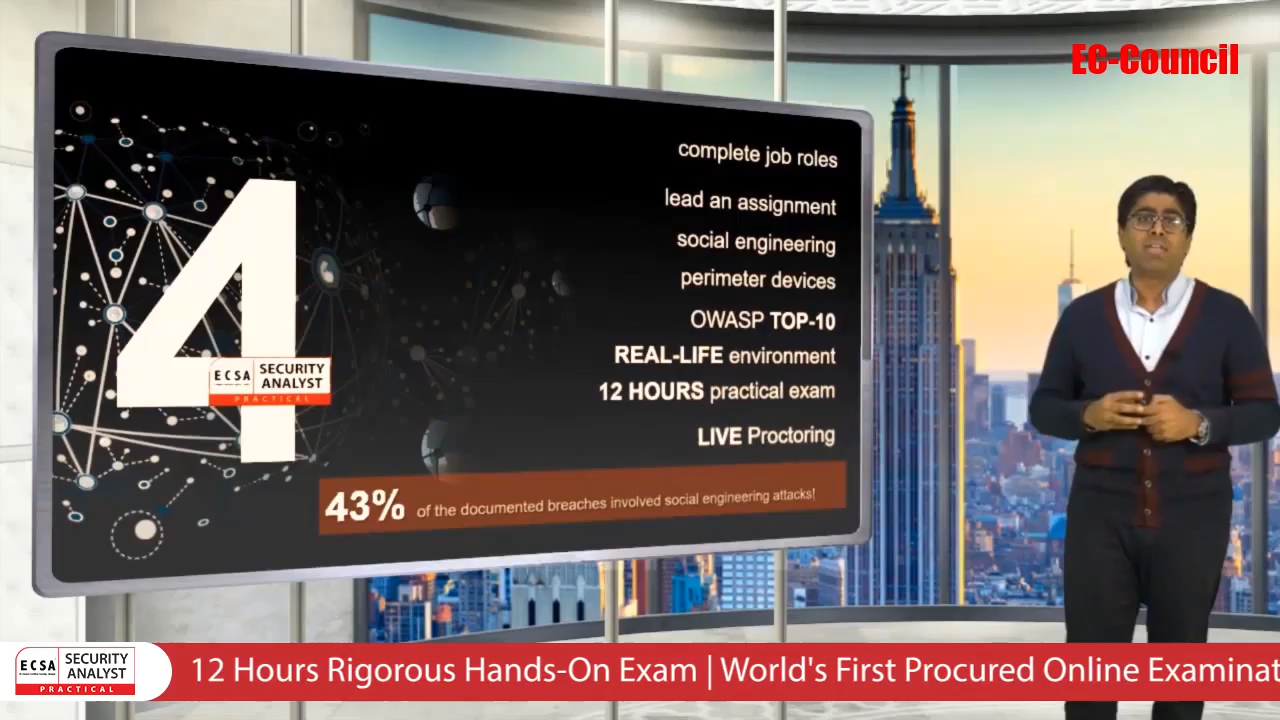 EC-Council
complete job roles
lead an assignment
social engineering
perimeter devices
OWASP TOP-10
REAL-LIFE environment
12 HOURS practical exam
LIVE Proctoring
4
ECSA SECURITY
ANALYST
PRACTICAL
43% of the documented breaches involved social engineering attacks!
ECSA SECURITY
ANALYST
PRACTICAL
12 Hours Rigorous Hands-On Exam | World's First Procured Online Examinat